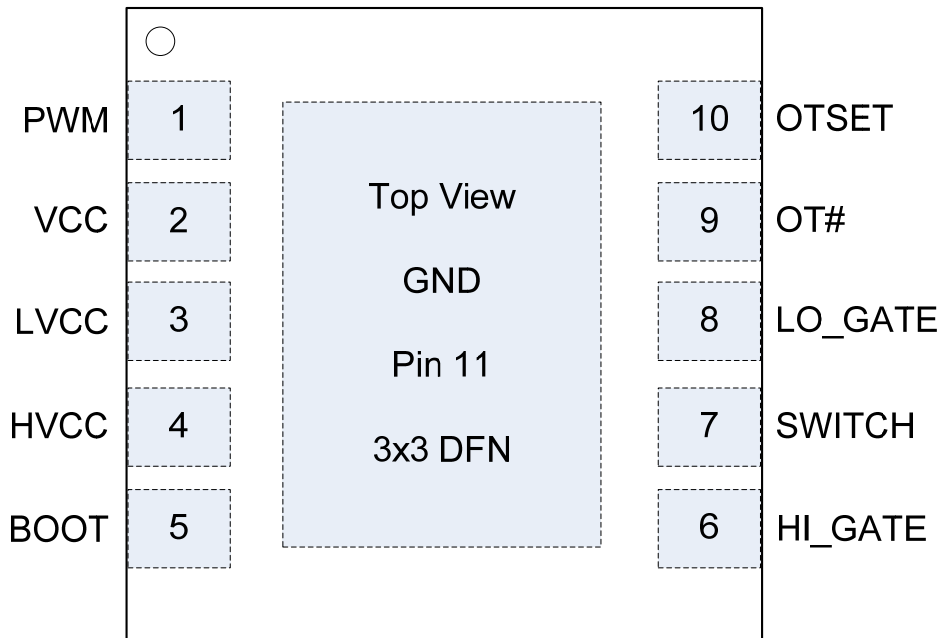 PWM 1 10 OTSET
Top View
VCC 2 9 OT#
GND
LVCC 3 8 LO_GATE
Pin 11
HVCC 4 7 SWITCH
3x3 DFN
BOOT 5 6 HI_GATE